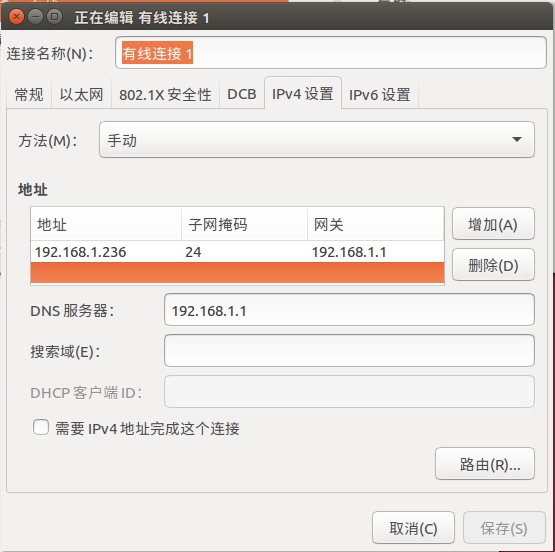 正在编辑 有线连接 1
连接名称(N)： 有线连接 1
常规 以太网 802.1X 安全性 DCB IPv4 设置 IPv6 设置
方法(M)： 手动
地址
地址 子网掩码 网关 增加(A)
192.168.1.236 24 192.168.1.1
删除(D)
DNS 服务器： 192.168.1.1
搜索域(E)：
DHCP 客户端 ID：
需要 IPv4 地址完成这个连接
路由(R)...
取消(C) 保存(S)